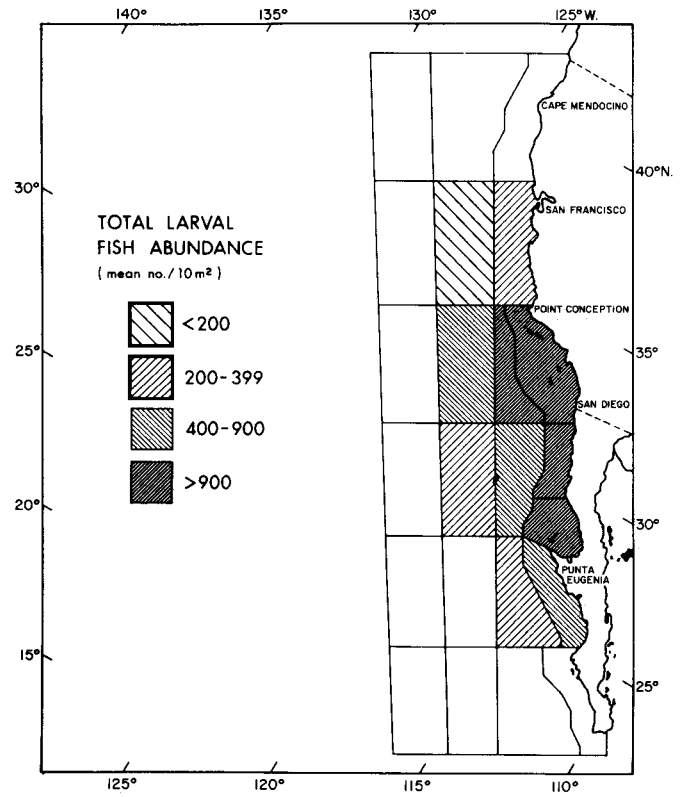 140°
135°
130°
125°W.
CAPE MENDOCINO
40°N.
30°
SAN FRANCISCO
TOTAL LARVAL
FISH ABUNDANCE
( mean no. / 10 m² )
POINT CONCEPTION
<200
25°
35°
200-399
SAN DIEGO
400-900
>900
20°
30°
PUNTA
EUGENIA
15°
25°
125°
120°
115°
110°